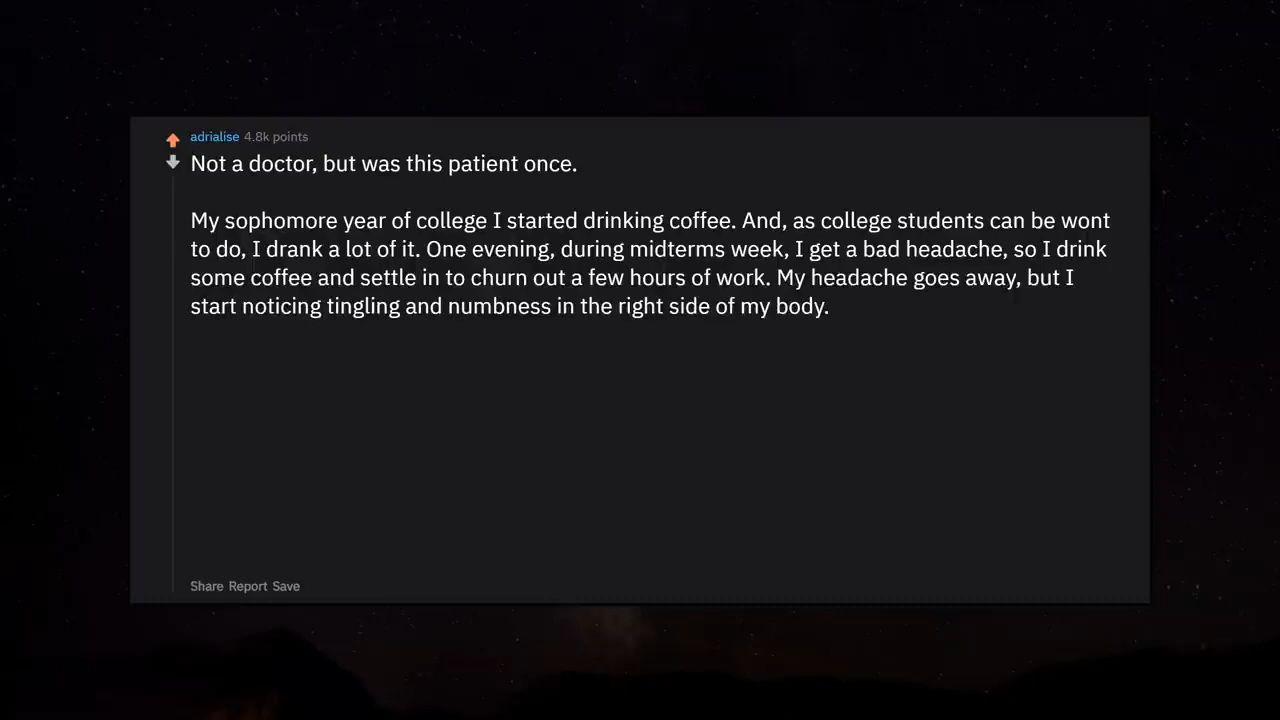 adrialise 4.8k points
Not a doctor, but was this patient once.
My sophomore year of college I started drinking coffee. And, as college students can be wont
to do, I drank a lot of it. One evening, during midterms week, I get a bad headache, so I drink
some coffee and settle in to churn out a few hours of work. My headache goes away, but I
start noticing tingling and numbness in the right side of my body.
Share Report Save